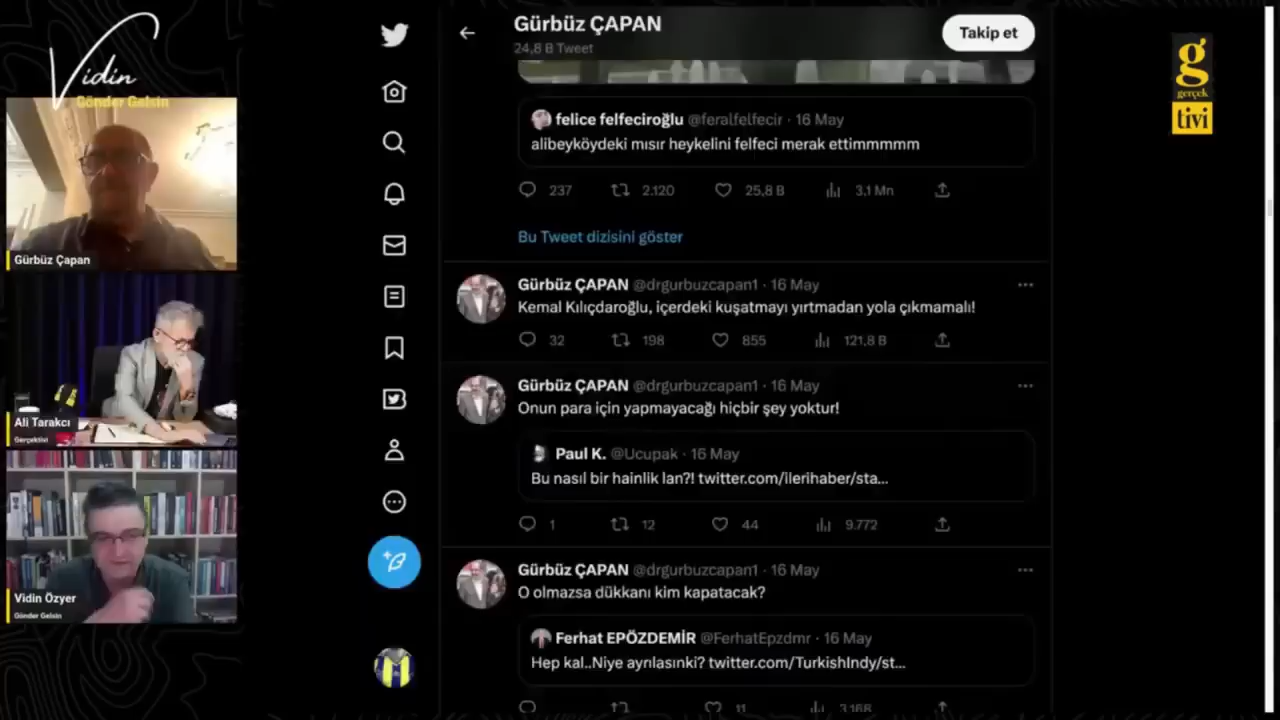 Vidin
Gönder Gelsin
Gürbüz Çapan
Ali Tarakcı
Gerçektivi
Vidin Özyer
Gönder Gelsin
Gürbüz ÇAPAN
24,8 B Tweet
Takip et
felice felfeciroğlu @feralfelfecir · 16 May
alibeyköydeki mısır heykelini felfeci merak ettimmmmm
237 2.120 25,8 B 3,1 Mn
Bu Tweet dizisini göster
Gürbüz ÇAPAN @drgurbuzcapan1 · 16 May
Kemal Kılıçdaroğlu, içerdeki kuşatmayı yırtmadan yola çıkmamalı!
32 198 855 121,8 B
Gürbüz ÇAPAN @drgurbuzcapan1 · 16 May
Onun para için yapmayacağı hiçbir şey yoktur!
Paul K. @Ucupak · 16 May
Bu nasıl bir hainlik lan?! twitter.com/ilerihaber/sta...
1 12 44 9.772
Gürbüz ÇAPAN @drgurbuzcapan1 · 16 May
O olmazsa dükkanı kim kapatacak?
Ferhat EPÖZDEMİR @FerhatEpzdmr · 16 May
Hep kal..Niye ayrılasınki? twitter.com/TurkishIndy/st...
11 3.168
g
gerçek
tivi